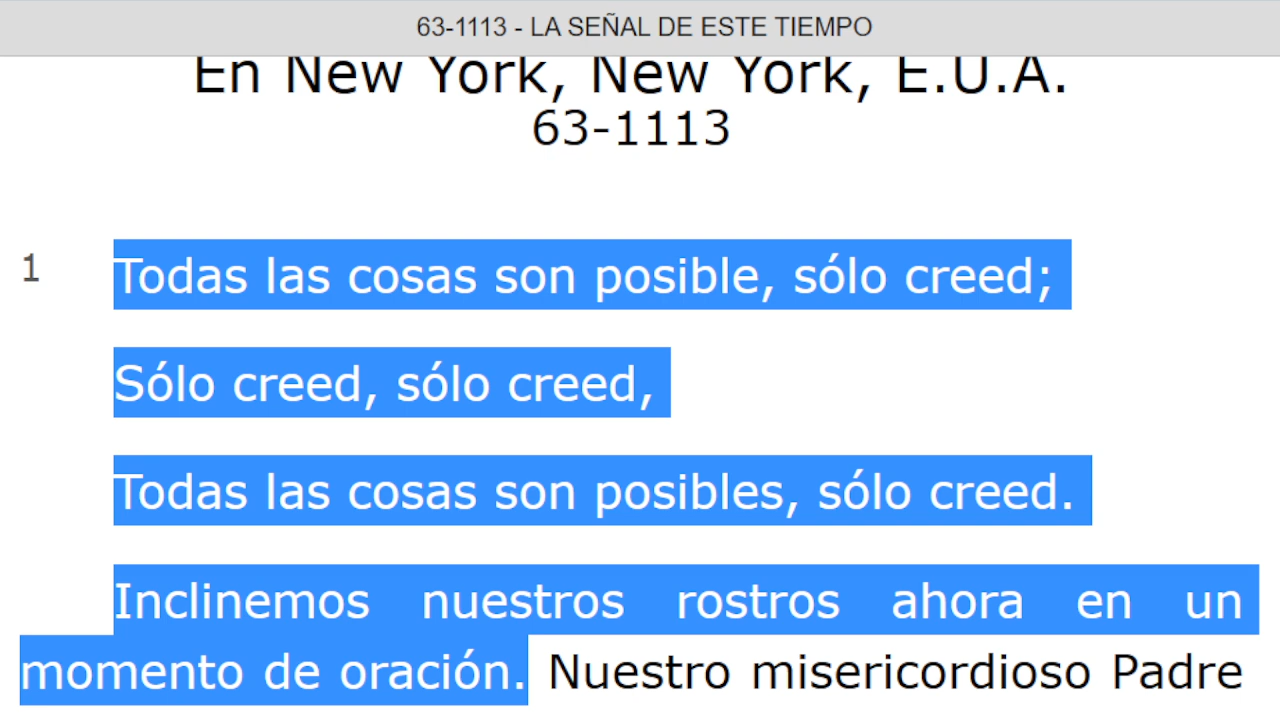 63-1113 - LA SEÑAL DE ESTE TIEMPO
En New York, New York, E.U.A.
63-1113
1 Todas las cosas son posible, sólo creed;
Sólo creed, sólo creed,
Todas las cosas son posibles, sólo creed.
Inclinemos nuestros rostros ahora en un
momento de oración. Nuestro misericordioso Padre